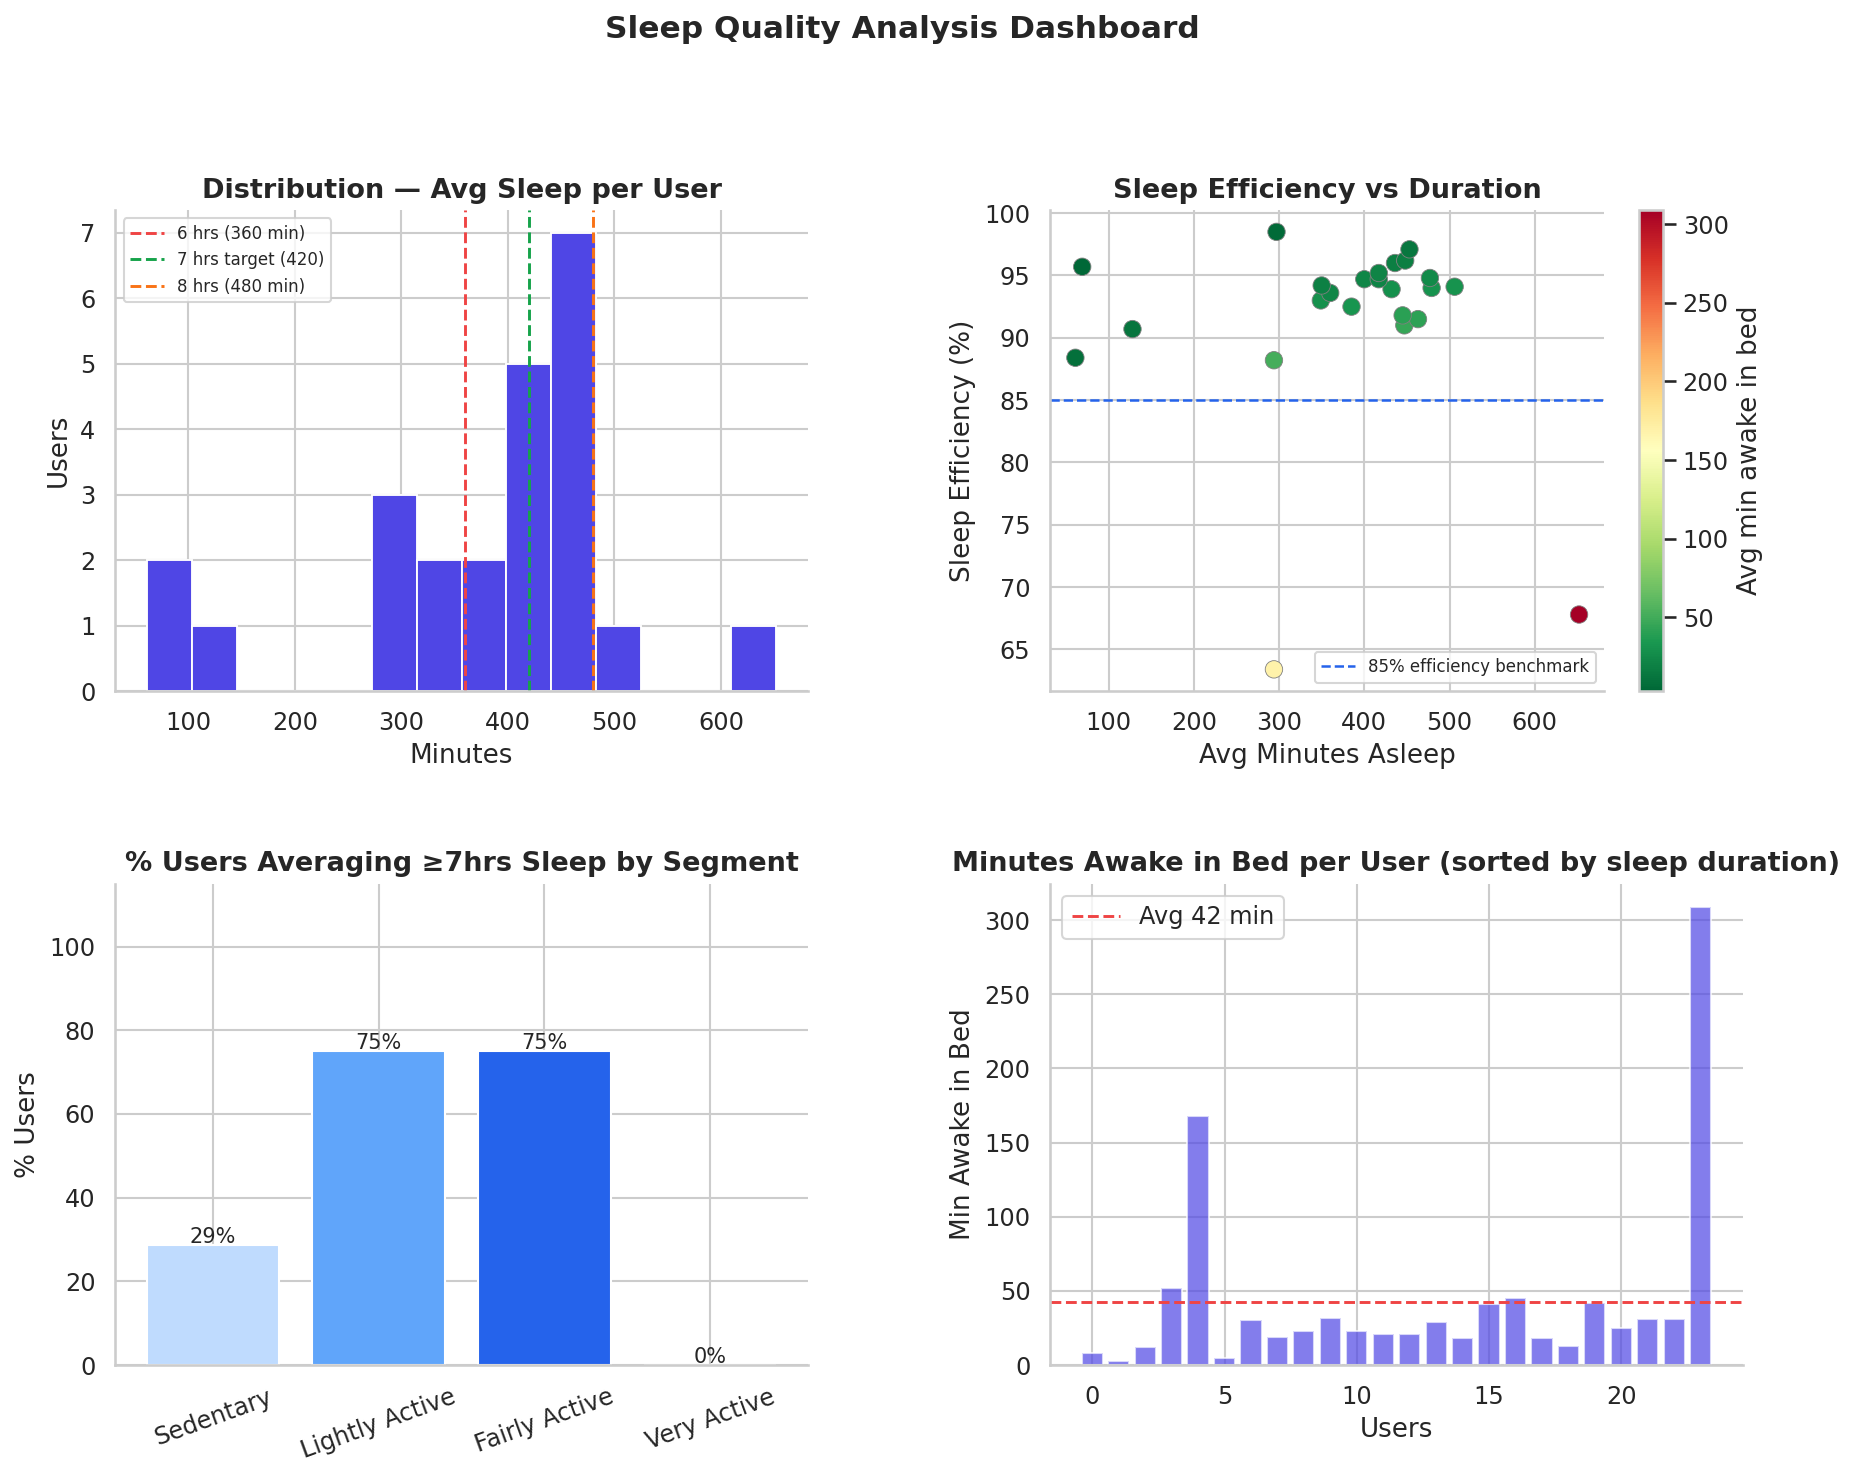 Sleep Quality Analysis Dashboard
Distribution — Avg Sleep per User
6 hrs (360 min)
7 hrs target (420)
8 hrs (480 min)
Users
7
6
5
4
3
2
1
0
100 200 300 400 500 600
Minutes
Sleep Efficiency vs Duration
Sleep Efficiency (%)
100
95
90
85
80
75
70
65
85% efficiency benchmark
100 200 300 400 500 600
Avg Minutes Asleep
300
250
200
150
100
50
Avg min awake in bed
% Users Averaging ≥7hrs Sleep by Segment
% Users
100
80
60
40
20
0
29%
75%
75%
0%
Sedentary
Lightly Active
Fairly Active
Very Active
Minutes Awake in Bed per User (sorted by sleep duration)
Avg 42 min
Min Awake in Bed
300
250
200
150
100
50
0
0 5 10 15 20
Users